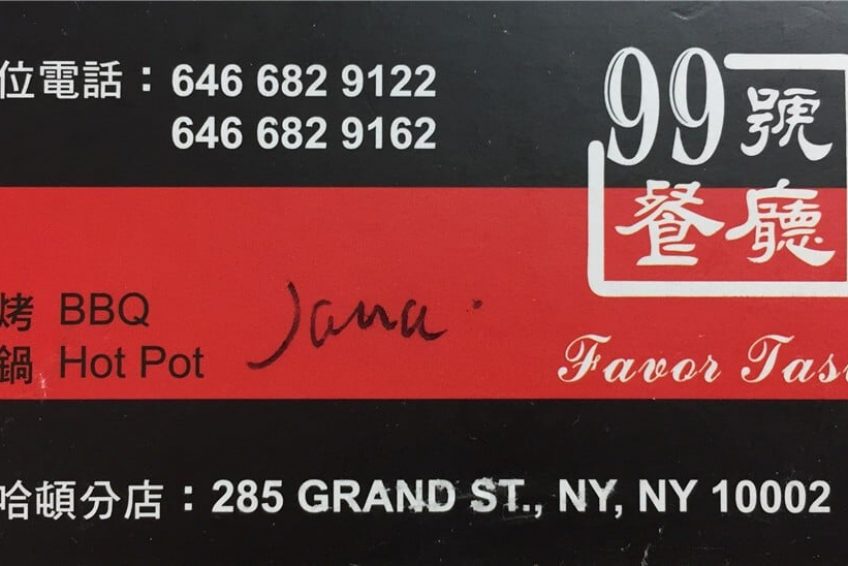 位電話：646 682 9122
646 682 9162
99號
餐廳
烤 BBQ
鍋 Hot Pot
Jana.
Favor Tas
哈頓分店：285 GRAND ST., NY, NY 10002